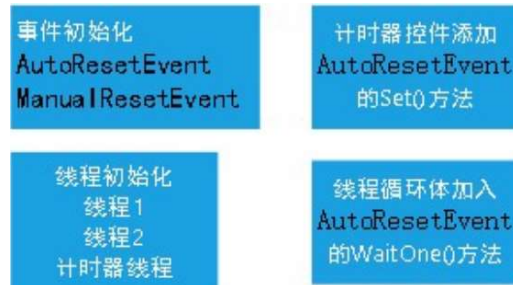 事件初始化
AutoResetEvent
ManualResetEvent
计时器控件添加
AutoResetEvent
的Set()方法
线程初始化
线程1
线程2
计时器线程
线程循环体加入
AutoResetEvent
的WaitOne()方法